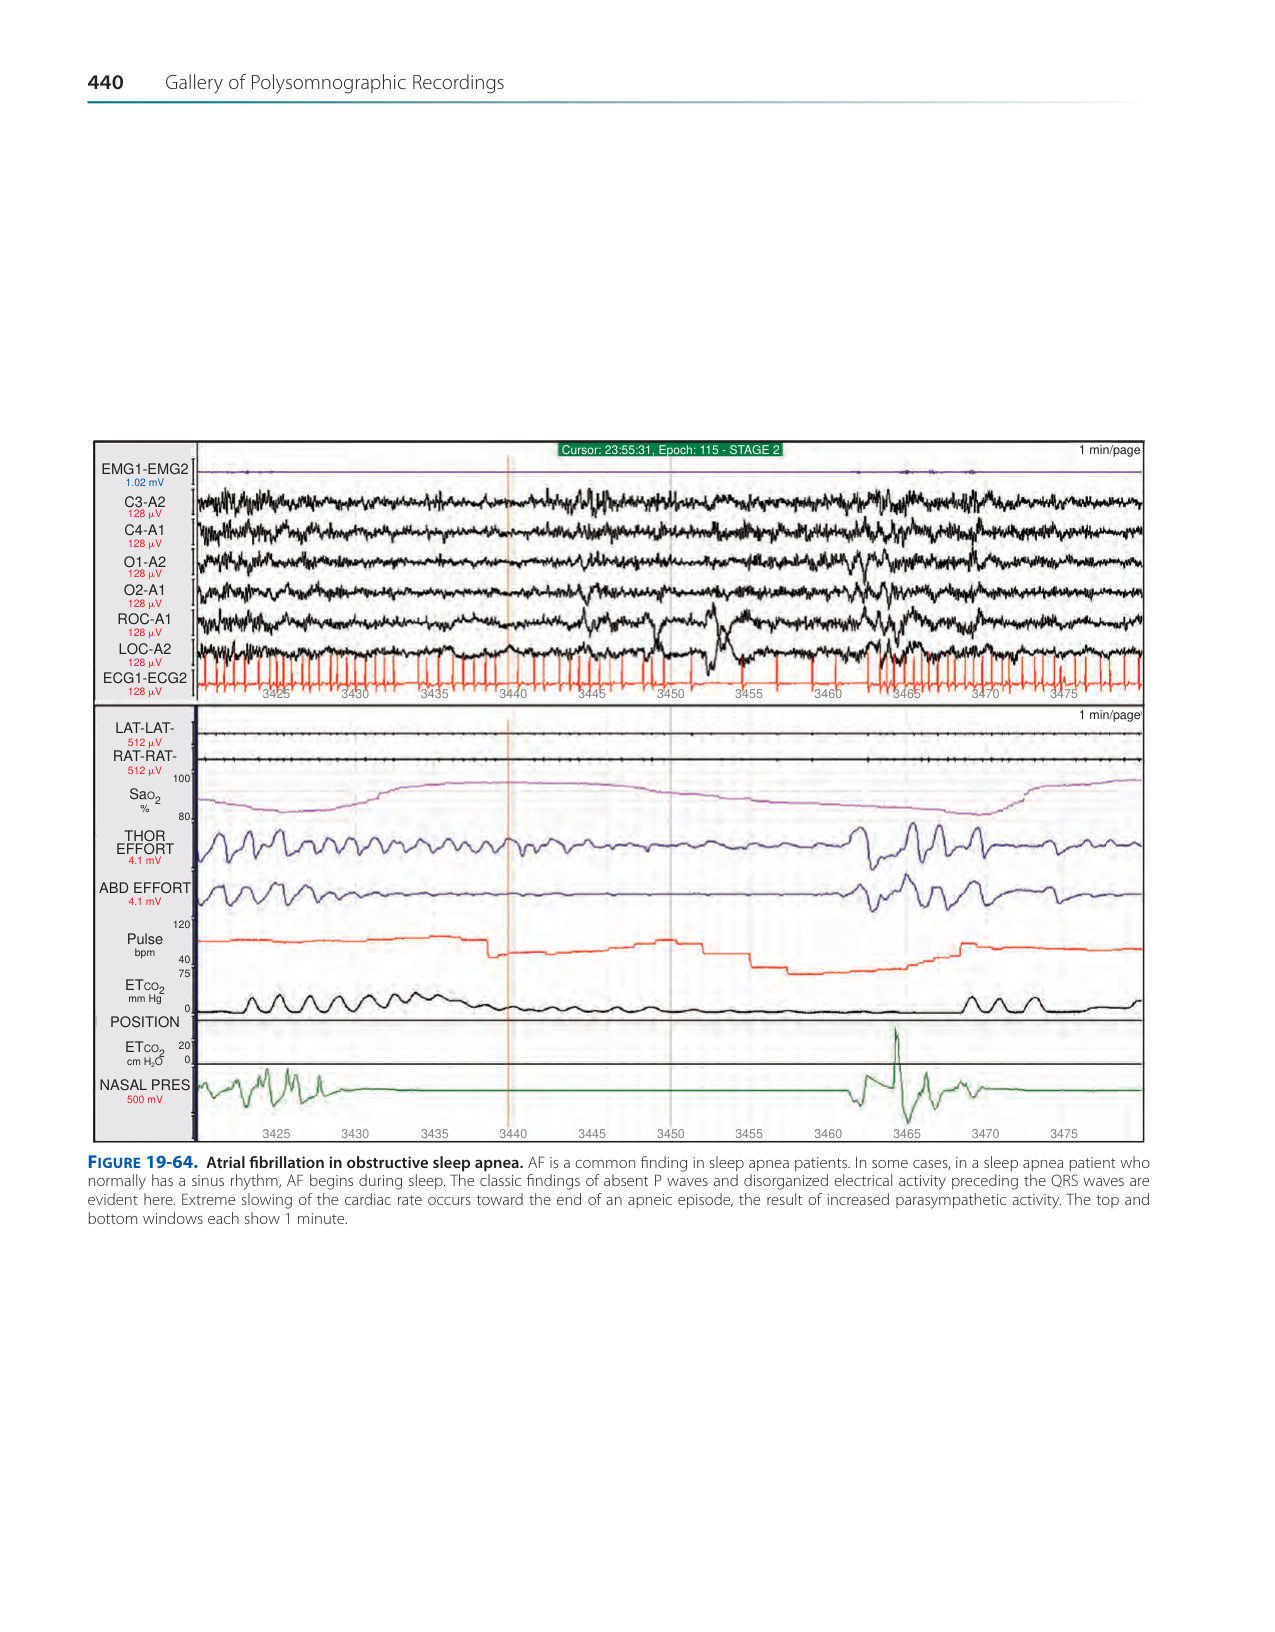 440 Gallery of Polysomnographic Recordings
Cursor: 23:55:31, Epoch: 115 - STAGE 2
1 min/page
EMG1-EMG2
1.02 mV
C3-A2
128 µV
C4-A1
128 µV
O1-A2
128 µV
O2-A1
128 µV
ROC-A1
128 µV
LOC-A2
128 µV
ECG1-ECG2
128 µV
3425 3430 3435 3440 3445 3450 3455 3460 3465 3470 3475
1 min/page
LAT-LAT-
512 µV
RAT-RAT-
512 µV
100
SaO2
%
80
THOR
EFFORT
4.1 mV
ABD EFFORT
4.1 mV
120
Pulse
bpm
40
75
ETCO2
mm Hg
0
POSITION
ETCO2 20
cm H2O 0
NASAL PRES
500 mV
3425 3430 3435 3440 3445 3450 3455 3460 3465 3470 3475
FIGURE 19-64. Atrial fibrillation in obstructive sleep apnea. AF is a common finding in sleep apnea patients. In some cases, in a sleep apnea patient who
normally has a sinus rhythm, AF begins during sleep. The classic findings of absent P waves and disorganized electrical activity preceding the QRS waves are
evident here. Extreme slowing of the cardiac rate occurs toward the end of an apneic episode, the result of increased parasympathetic activity. The top and
bottom windows each show 1 minute.